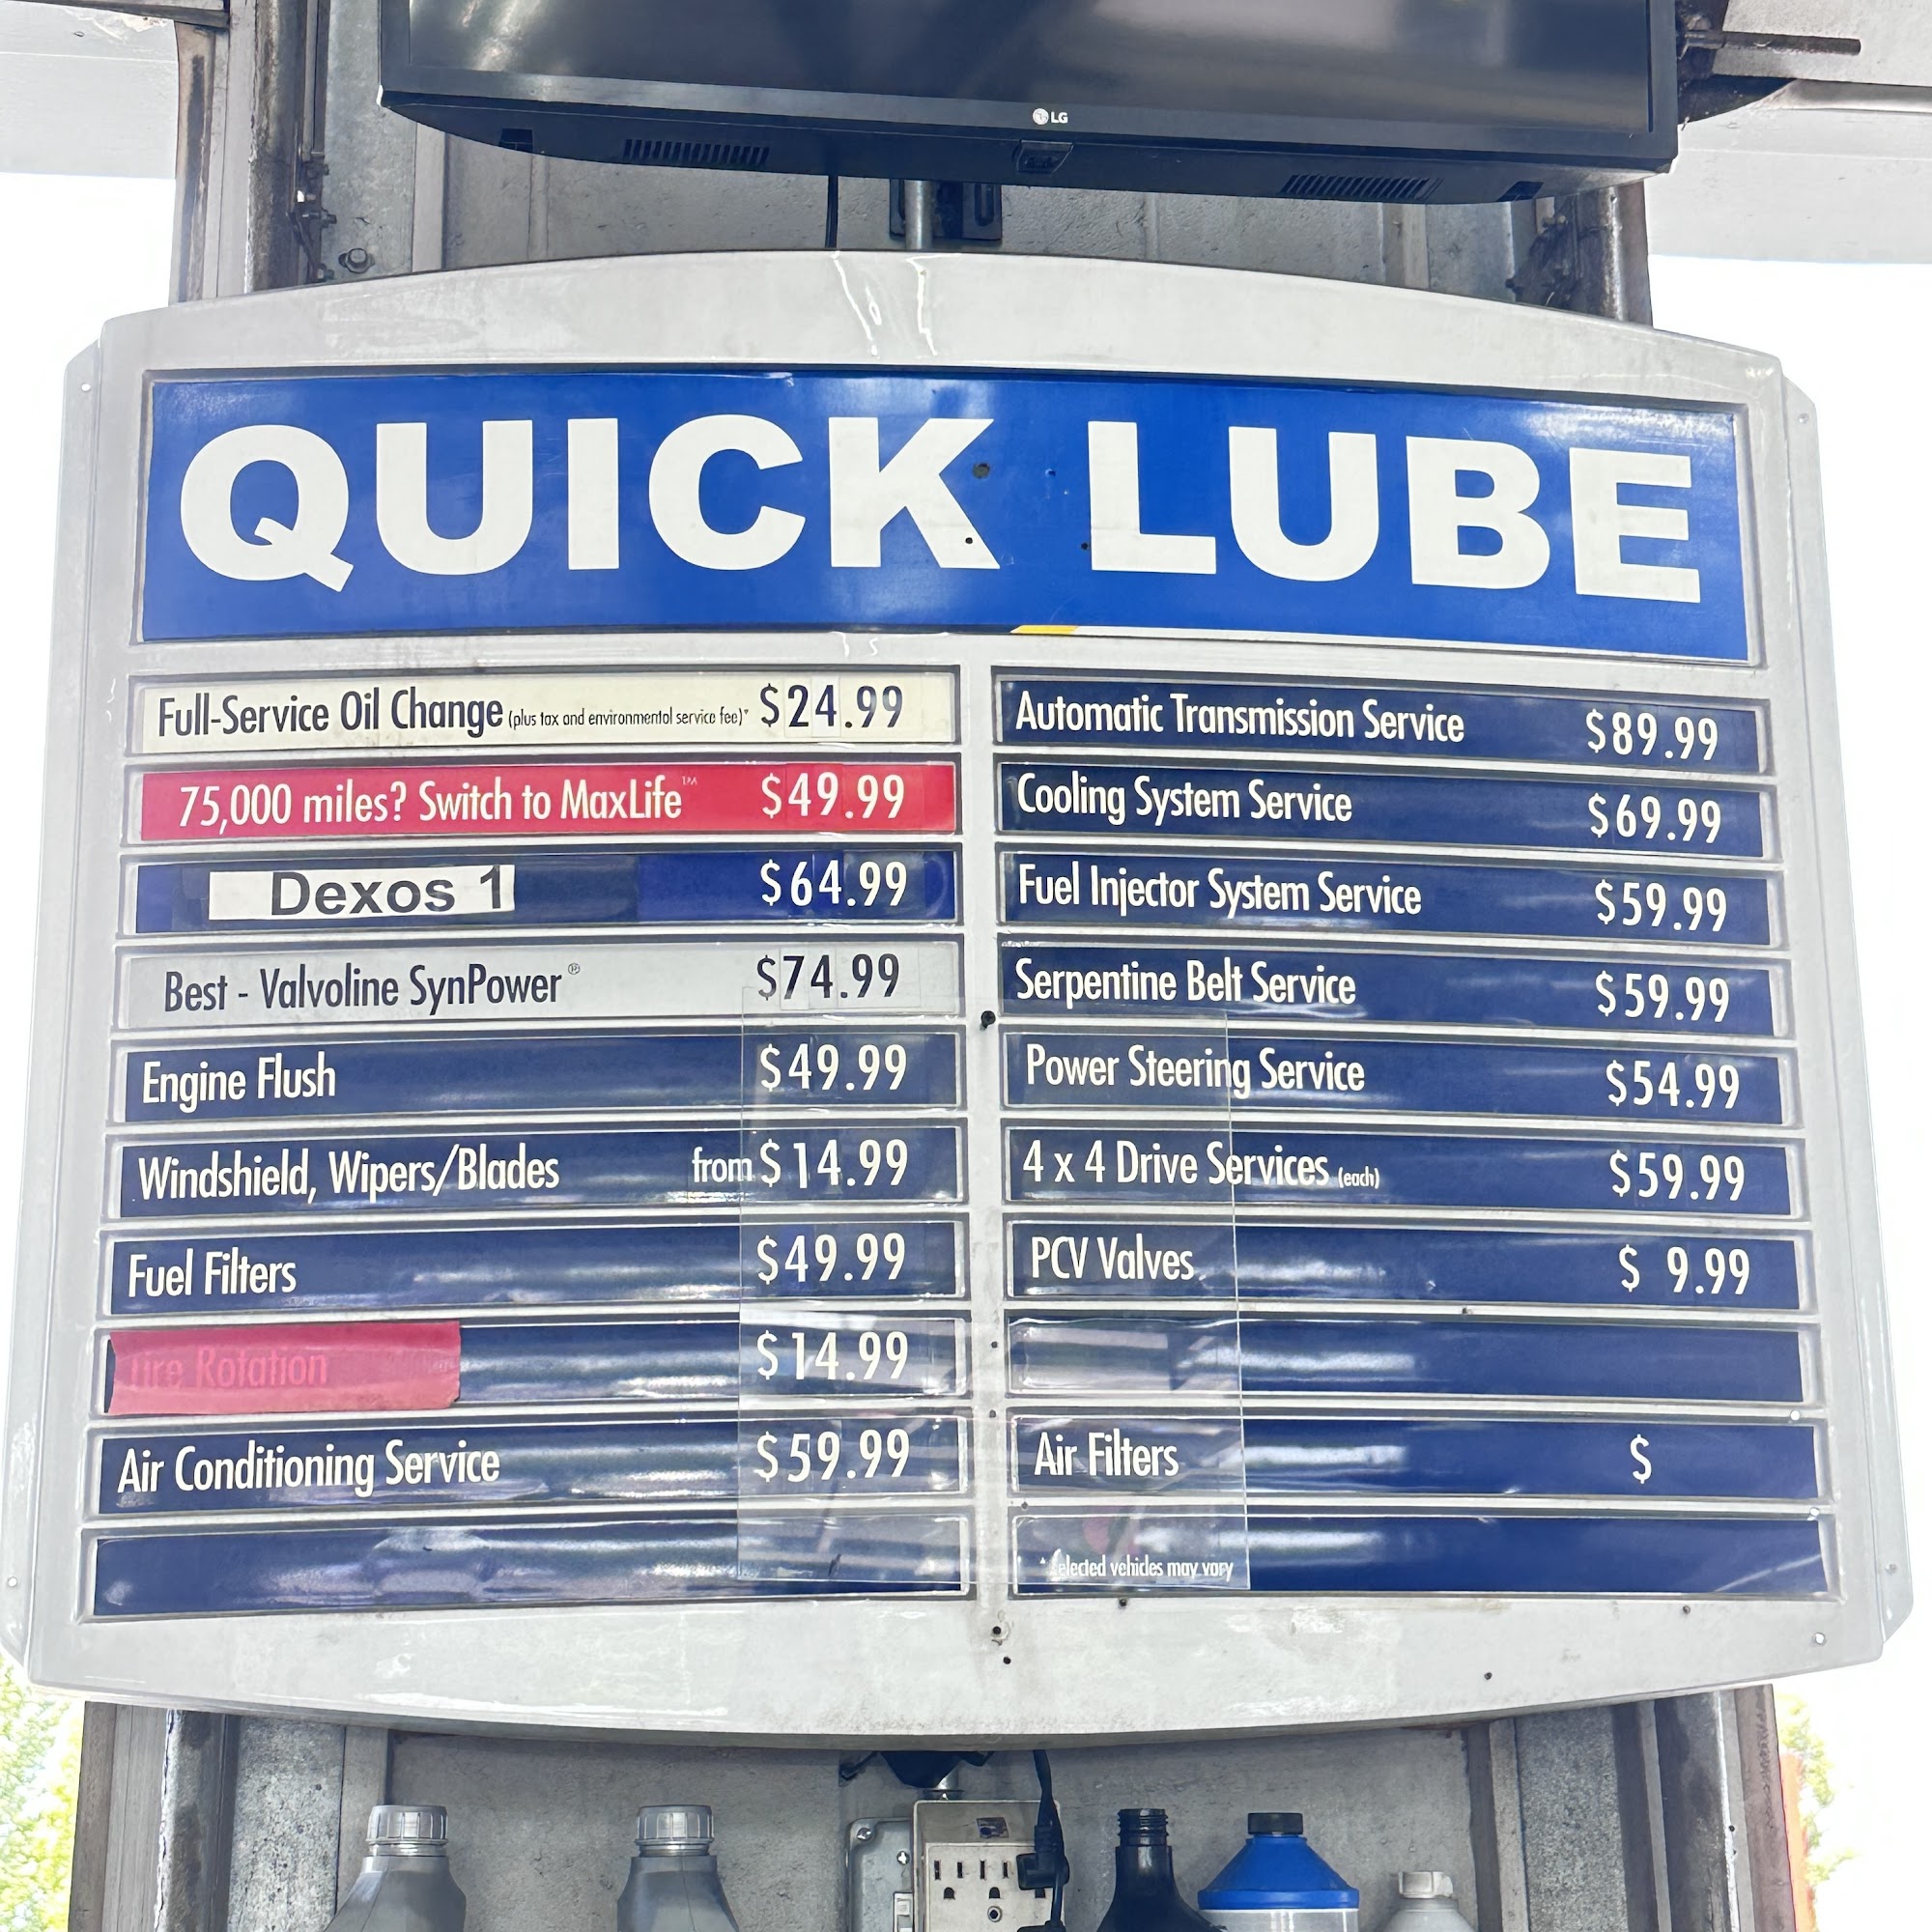 LG
QUICK LUBE
Full-Service Oil Change (plus tax and environmental service fee)* $24.99
75,000 miles? Switch to MaxLife™ $49.99
Dexos 1 $64.99
Best - Valvoline SynPower® $74.99
Engine Flush $49.99
Windshield, Wipers/Blades from $14.99
Fuel Filters $49.99
Tire Rotation $14.99
Air Conditioning Service $59.99
Automatic Transmission Service $89.99
Cooling System Service $69.99
Fuel Injector System Service $59.99
Serpentine Belt Service $59.99
Power Steering Service $54.99
4 x 4 Drive Services (each) $59.99
PCV Valves $ 9.99
Air Filters $
* elected vehicles may vary